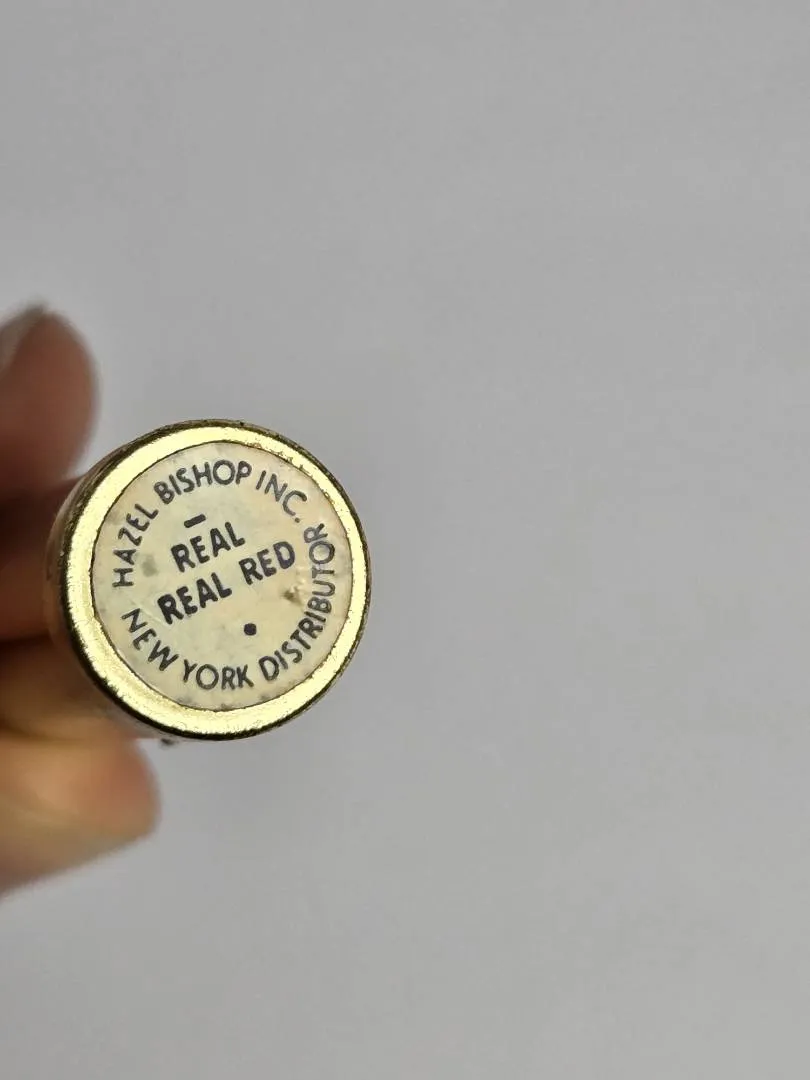 HAZEL BISHOP INC.
REAL
REAL RED
NEW YORK DISTRIBUTOR